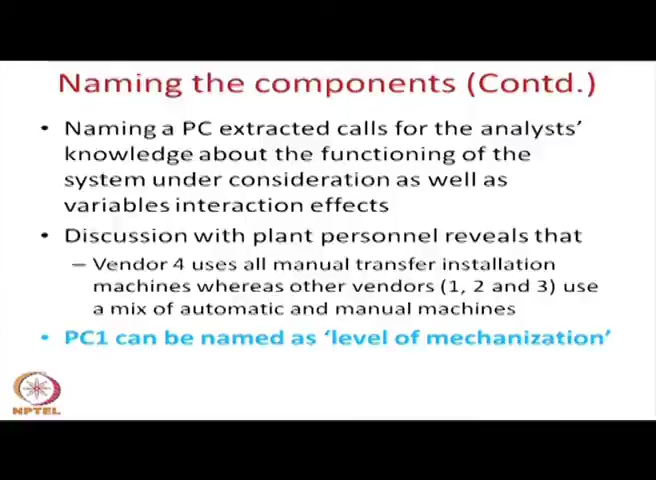 Naming the components (Contd.)
• Naming a PC extracted calls for the analysts'
knowledge about the functioning of the
system under consideration as well as
variables interaction effects
• Discussion with plant personnel reveals that
– Vendor 4 uses all manual transfer installation
machines whereas other vendors (1, 2 and 3) use
a mix of automatic and manual machines
• PC1 can be named as 'level of mechanization'
NPTEL